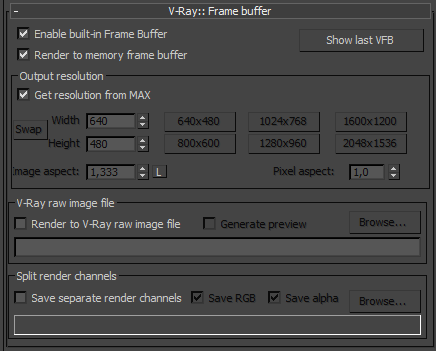 - V-Ray:: Frame buffer
Enable built-in Frame Buffer
Show last VFB
Render to memory frame buffer
Output resolution
Get resolution from MAX
Swap
Width 640 640x480 1024x768 1600x1200
Height 480 800x600 1280x960 2048x1536
Image aspect: 1,333 L Pixel aspect: 1,0
V-Ray raw image file
Render to V-Ray raw image file Generate preview Browse...
Split render channels
Save separate render channels Save RGB Save alpha Browse...